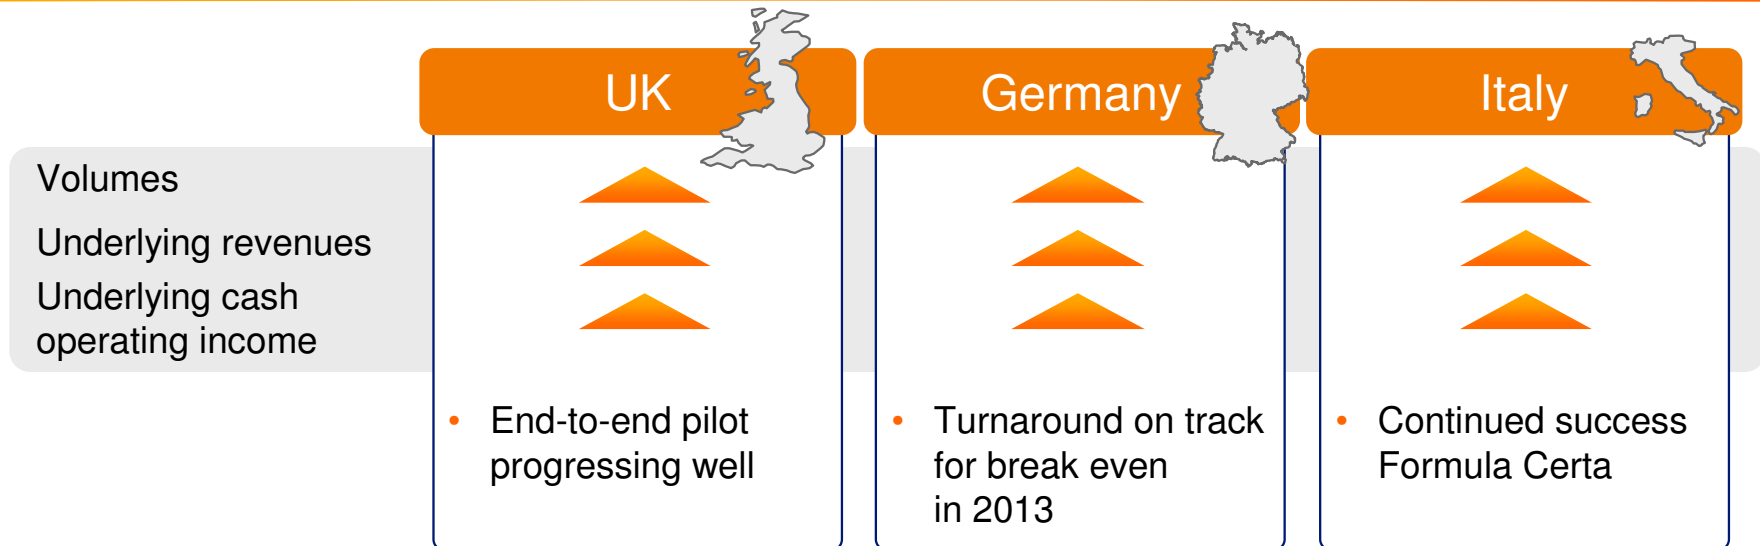 UK
Germany
Italy
Volumes
Underlying revenues
Underlying cash
operating income
• End-to-end pilot
progressing well
• Turnaround on track
for break even
in 2013
• Continued success
Formula Certa